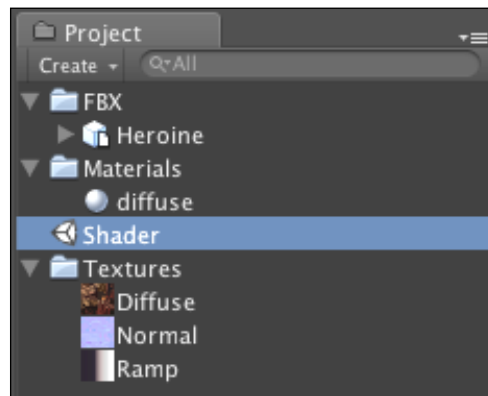 Project
Create
All
FBX
Heroine
Materials
diffuse
Shader
Textures
Diffuse
Normal
Ramp